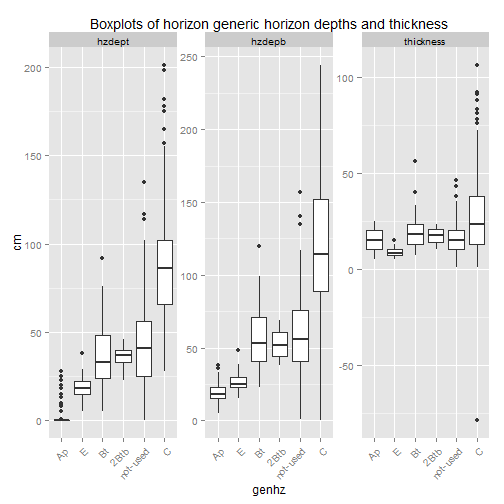 Boxplots of horizon generic horizon depths and thickness
hzdept hzdepb thickness
200
150
100
50
0
250
200
150
100
50
0
100
50
0
-50
cm
Ap E Bt 2Btb not-used C
Ap E Bt 2Btb not-used C
Ap E Bt 2Btb not-used C
genhz